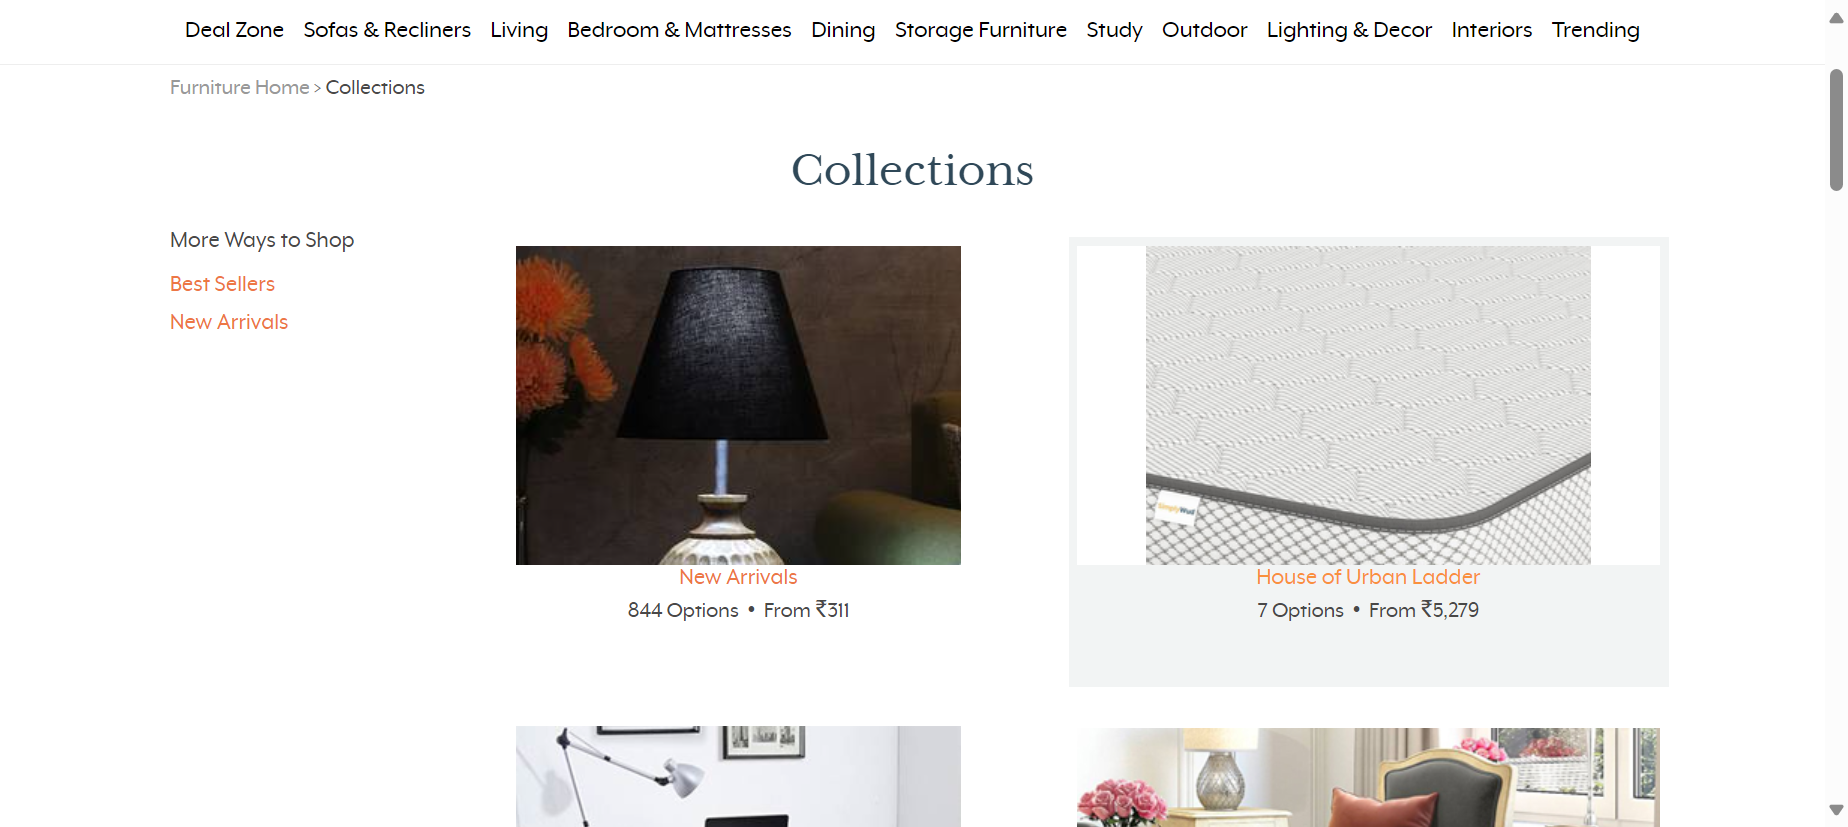 Deal Zone Sofas & Recliners Living Bedroom & Mattresses Dining Storage Furniture Study Outdoor Lighting & Decor Interiors Trending
Furniture Home > Collections
Collections
More Ways to Shop
Best Sellers
New Arrivals
SimplyWud
New Arrivals
844 Options • From ₹311
House of Urban Ladder
7 Options • From ₹5,279